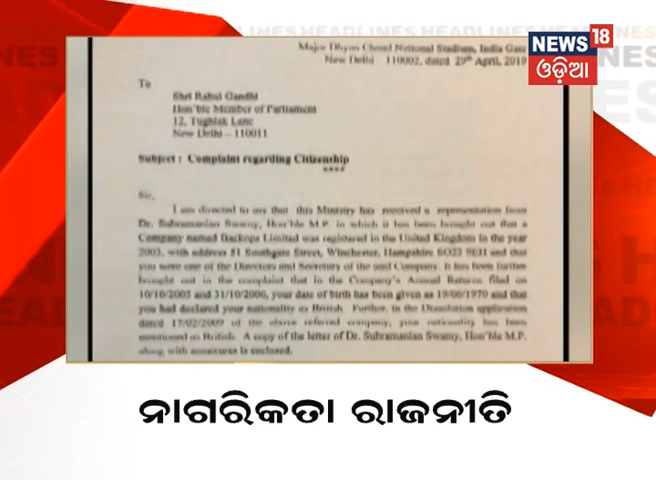 HEADLINES HEADLINES HEADLINES
NEWS 18
ଓଡ଼ିଆ
Major Dhyan Chand National Stadium, India Gate
New Delhi – 110002, dated 29th April, 2019
To
Shri Rahul Gandhi
Hon'ble Member of Parliament
12, Tughlak Lane
New Delhi – 110011
Subject : Complaint regarding Citizenship
****
Sir,
I am directed to say that this Ministry has received a representation from
Dr. Subramanian Swamy, Hon'ble M.P. in which it has been brought out that a
Company named Backops Limited was registered in the United Kingdom in the year
2003, with address 51 Southgate Street, Winchester, Hampshire SO23 9EH and that
you were one of the Directors and Secretary of the said Company. It has been further
brought out in the complaint that in the Company's Annual Returns filed on
10/10/2005 and 31/10/2006, your date of birth has been given as 19/06/1970 and that
you had declared your nationality as British. Further, in the Dissolution application
dated 17/02/2009 of the above referred company, your nationality has been
mentioned as British. A copy of the letter of Dr. Subramanian Swamy, Hon'ble M.P.
along with annexures is enclosed.
ନାଗରିକତା ରାଜନୀତି